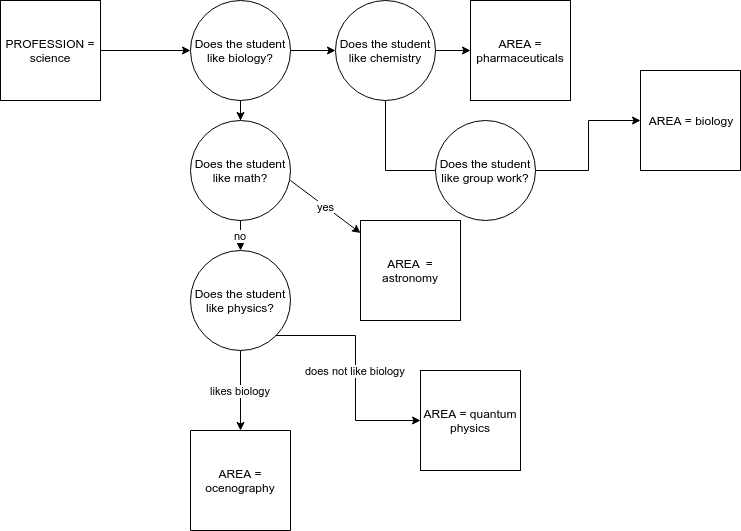 PROFESSION =
science
Does the student
like biology?
Does the student
like chemistry
AREA =
pharmaceuticals
AREA = biology
Does the student
like math?
Does the student
like group work?
yes
no
AREA  =
astronomy
Does the student
like physics?
likes biology
does not like biology
AREA = quantum
physics
AREA =
ocenography